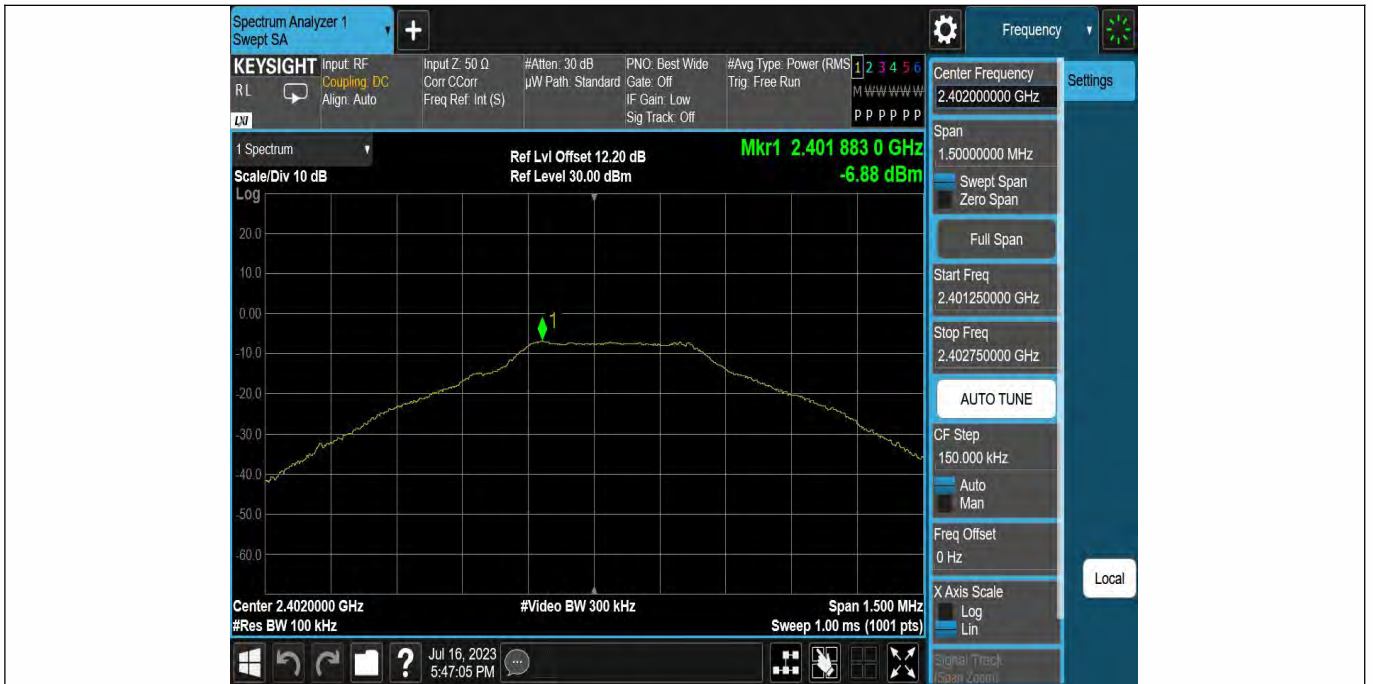 Spectrum Analyzer 1
Swept SA
+
Frequency
KEYSIGHT
RL
LXI
Input: RF
Coupling: DC
Align: Auto
Input Z: 50 Ω
Corr CCorr
Freq Ref: Int (S)
#Atten: 30 dB
µW Path: Standard
PNO: Best Wide
Gate: Off
IF Gain: Low
Sig Track: Off
#Avg Type: Power (RMS
Trig: Free Run
1 2 3 4 5 6
M W W W W W
P P P P P P
1 Spectrum
Scale/Div 10 dB
Log
Ref Lvl Offset 12.20 dB
Ref Level 30.00 dBm
Mkr1 2.401 883 0 GHz
-6.88 dBm
20.0
10.0
0.00
-10.0
-20.0
-30.0
-40.0
-50.0
-60.0
1
Center 2.4020000 GHz
#Res BW 100 kHz
#Video BW 300 kHz
Span 1.500 MHz
Sweep 1.00 ms (1001 pts)
Jul 16, 2023
5:47:05 PM
Center Frequency
2.402000000 GHz
Settings
Span
1.50000000 MHz
Swept Span
Zero Span
Full Span
Start Freq
2.401250000 GHz
Stop Freq
2.402750000 GHz
AUTO TUNE
CF Step
150.000 kHz
Auto
Man
Freq Offset
0 Hz
X Axis Scale
Log
Lin
Signal Track
(Span Zoom)
Local